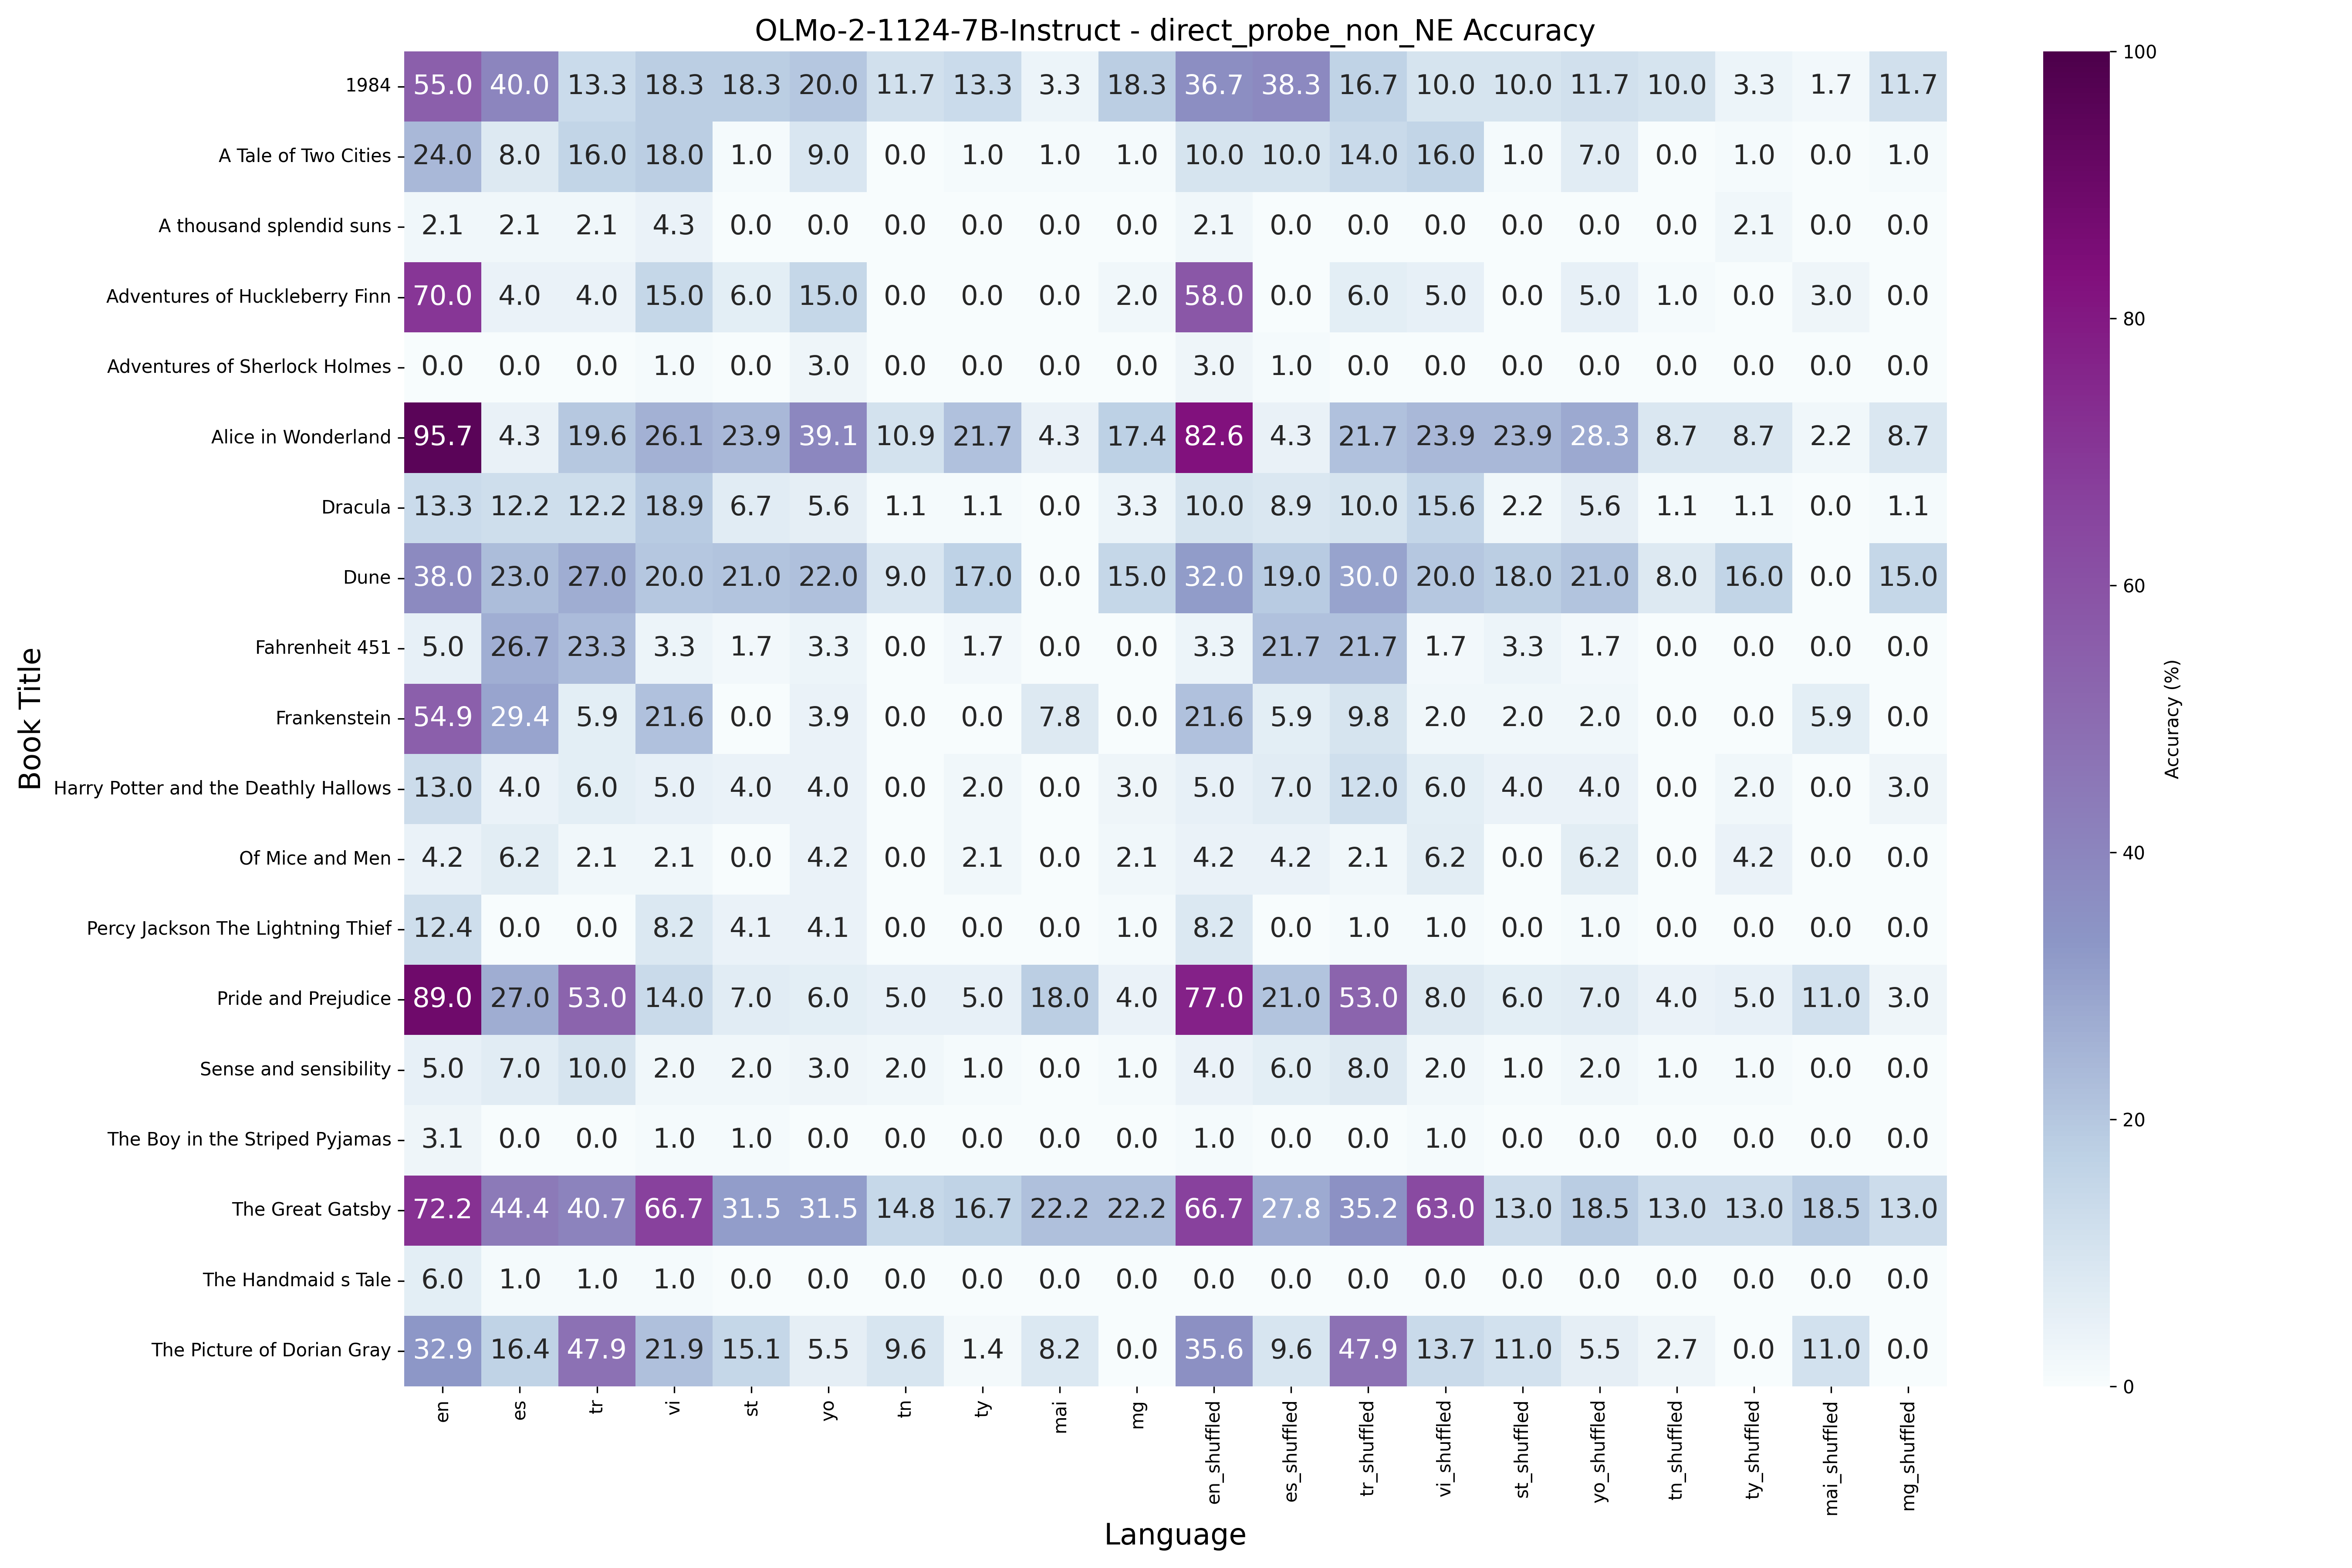 OLMo-2-1124-7B-Instruct - direct_probe_non_NE Accuracy
1984 55.0 40.0 13.3 18.3 18.3 20.0 11.7 13.3 3.3 18.3 36.7 38.3 16.7 10.0 10.0 11.7 10.0 3.3 1.7 11.7
A Tale of Two Cities 24.0 8.0 16.0 18.0 1.0 9.0 0.0 1.0 1.0 1.0 10.0 10.0 14.0 16.0 1.0 7.0 0.0 1.0 0.0 1.0
A thousand splendid suns 2.1 2.1 2.1 4.3 0.0 0.0 0.0 0.0 0.0 0.0 2.1 0.0 0.0 0.0 0.0 0.0 0.0 2.1 0.0 0.0
Adventures of Huckleberry Finn 70.0 4.0 4.0 15.0 6.0 15.0 0.0 0.0 0.0 2.0 58.0 0.0 6.0 5.0 0.0 5.0 1.0 0.0 3.0 0.0
Adventures of Sherlock Holmes 0.0 0.0 0.0 1.0 0.0 3.0 0.0 0.0 0.0 0.0 3.0 1.0 0.0 0.0 0.0 0.0 0.0 0.0 0.0 0.0
Alice in Wonderland 95.7 4.3 19.6 26.1 23.9 39.1 10.9 21.7 4.3 17.4 82.6 4.3 21.7 23.9 23.9 28.3 8.7 8.7 2.2 8.7
Dracula 13.3 12.2 12.2 18.9 6.7 5.6 1.1 1.1 0.0 3.3 10.0 8.9 10.0 15.6 2.2 5.6 1.1 1.1 0.0 1.1
Dune 38.0 23.0 27.0 20.0 21.0 22.0 9.0 17.0 0.0 15.0 32.0 19.0 30.0 20.0 18.0 21.0 8.0 16.0 0.0 15.0
Fahrenheit 451 5.0 26.7 23.3 3.3 1.7 3.3 0.0 1.7 0.0 0.0 3.3 21.7 21.7 1.7 3.3 1.7 0.0 0.0 0.0 0.0
Frankenstein 54.9 29.4 5.9 21.6 0.0 3.9 0.0 0.0 7.8 0.0 21.6 5.9 9.8 2.0 2.0 2.0 0.0 0.0 5.9 0.0
Harry Potter and the Deathly Hallows 13.0 4.0 6.0 5.0 4.0 4.0 0.0 2.0 0.0 3.0 5.0 7.0 12.0 6.0 4.0 4.0 0.0 2.0 0.0 3.0
Of Mice and Men 4.2 6.2 2.1 2.1 0.0 4.2 0.0 2.1 0.0 2.1 4.2 4.2 2.1 6.2 0.0 6.2 0.0 4.2 0.0 0.0
Percy Jackson The Lightning Thief 12.4 0.0 0.0 8.2 4.1 4.1 0.0 0.0 0.0 1.0 8.2 0.0 1.0 1.0 0.0 1.0 0.0 0.0 0.0 0.0
Pride and Prejudice 89.0 27.0 53.0 14.0 7.0 6.0 5.0 5.0 18.0 4.0 77.0 21.0 53.0 8.0 6.0 7.0 4.0 5.0 11.0 3.0
Sense and sensibility 5.0 7.0 10.0 2.0 2.0 3.0 2.0 1.0 0.0 1.0 4.0 6.0 8.0 2.0 1.0 2.0 1.0 1.0 0.0 0.0
The Boy in the Striped Pyjamas 3.1 0.0 0.0 1.0 1.0 0.0 0.0 0.0 0.0 0.0 1.0 0.0 0.0 1.0 0.0 0.0 0.0 0.0 0.0 0.0
The Great Gatsby 72.2 44.4 40.7 66.7 31.5 31.5 14.8 16.7 22.2 22.2 66.7 27.8 35.2 63.0 13.0 18.5 13.0 13.0 18.5 13.0
The Handmaid s Tale 6.0 1.0 1.0 1.0 0.0 0.0 0.0 0.0 0.0 0.0 0.0 0.0 0.0 0.0 0.0 0.0 0.0 0.0 0.0 0.0
The Picture of Dorian Gray 32.9 16.4 47.9 21.9 15.1 5.5 9.6 1.4 8.2 0.0 35.6 9.6 47.9 13.7 11.0 5.5 2.7 0.0 11.0 0.0
en es tr vi st yo tn ty mai mg en_shuffled es_shuffled tr_shuffled vi_shuffled st_shuffled yo_shuffled tn_shuffled ty_shuffled mai_shuffled mg_shuffled
Language
Book Title
100
80
60
40
20
0
Accuracy (%)